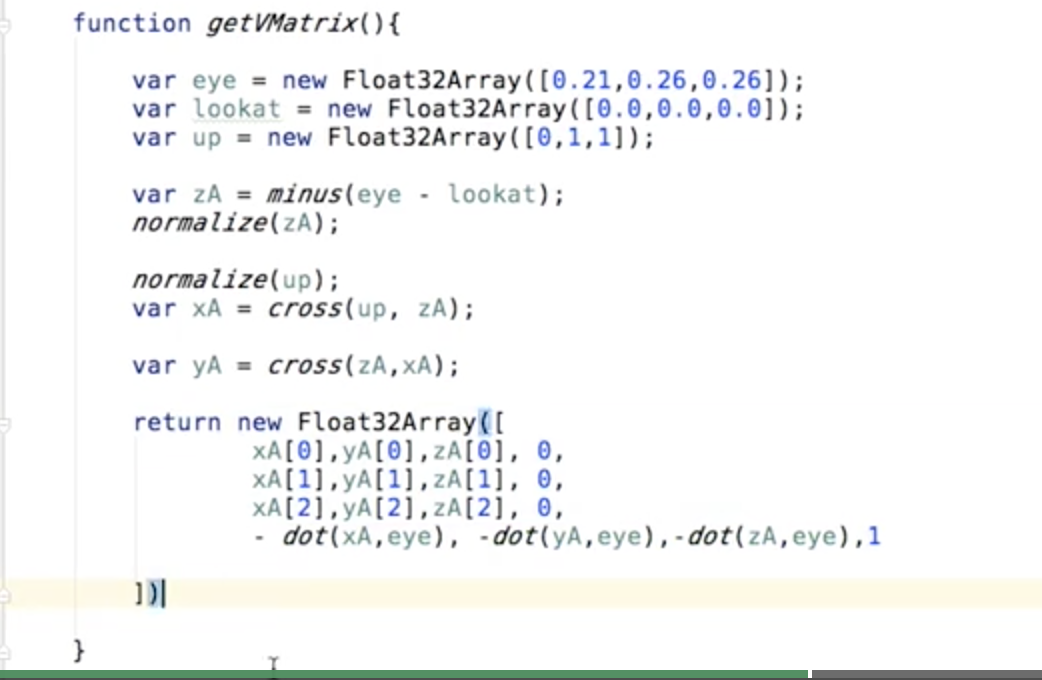 function getVMatrix(){
var eye = new Float32Array([0.21,0.26,0.26]);
var lookat = new Float32Array([0.0,0.0,0.0]);
var up = new Float32Array([0,1,1]);
var zA = minus(eye - lookat);
normalize(zA);
normalize(up);
var xA = cross(up, zA);
var yA = cross(zA,xA);
return new Float32Array([
xA[0],yA[0],zA[0], 0,
xA[1],yA[1],zA[1], 0,
xA[2],yA[2],zA[2], 0,
- dot(xA,eye), -dot(yA,eye),-dot(zA,eye),1
])
}